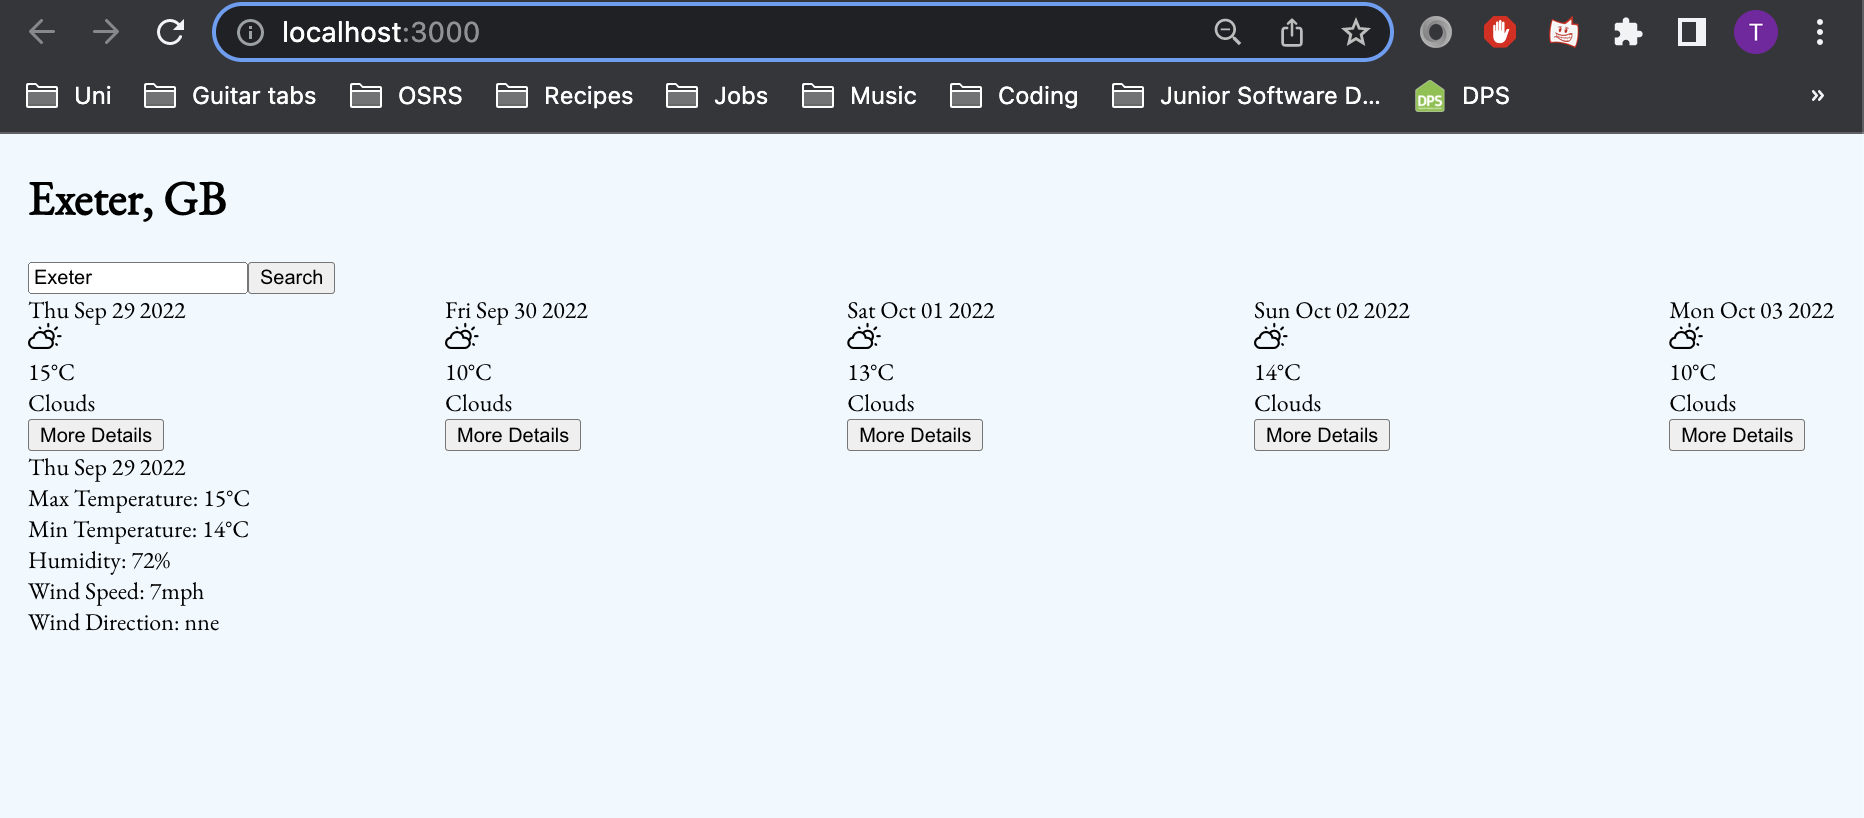 localhost:3000
T
Uni Guitar tabs OSRS Recipes Jobs Music Coding Junior Software D... DPS DPS »
Exeter, GB
Exeter Search
Thu Sep 29 2022 Fri Sep 30 2022 Sat Oct 01 2022 Sun Oct 02 2022 Mon Oct 03 2022
15°C 10°C 13°C 14°C 10°C
Clouds Clouds Clouds Clouds Clouds
More Details More Details More Details More Details More Details
Thu Sep 29 2022
Max Temperature: 15°C
Min Temperature: 14°C
Humidity: 72%
Wind Speed: 7mph
Wind Direction: nne